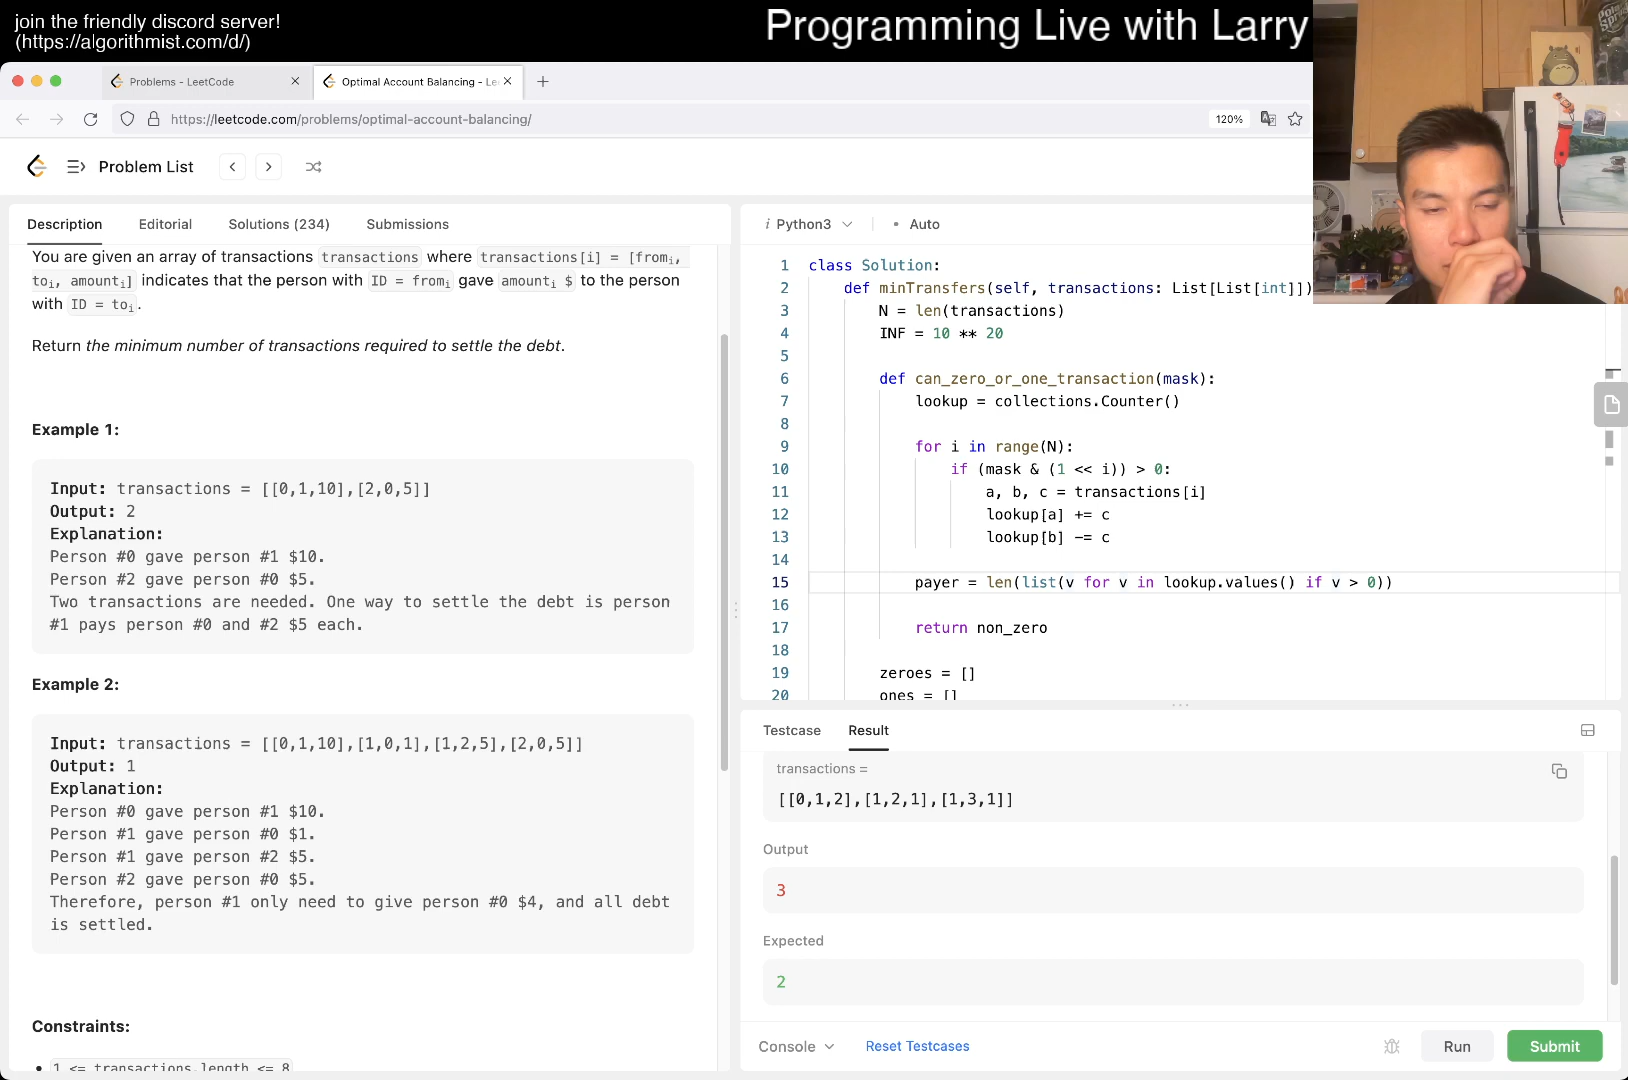 join the friendly discord server!
(https://algorithmist.com/d/)
Programming Live with Larry
Problems - LeetCode
Optimal Account Balancing - Le
https://leetcode.com/problems/optimal-account-balancing/
120%
Problem List
Description
Editorial
Solutions (234)
Submissions
You are given an array of transactions transactions where transactions[i] = [fromi,
toi, amounti] indicates that the person with ID = fromi gave amounti $ to the person
with ID = toi.
Return the minimum number of transactions required to settle the debt.
Example 1:
Input: transactions = [[0,1,10],[2,0,5]]
Output: 2
Explanation:
Person #0 gave person #1 $10.
Person #2 gave person #0 $5.
Two transactions are needed. One way to settle the debt is person
#1 pays person #0 and #2 $5 each.
Example 2:
Input: transactions = [[0,1,10],[1,0,1],[1,2,5],[2,0,5]]
Output: 1
Explanation:
Person #0 gave person #1 $10.
Person #1 gave person #0 $1.
Person #1 gave person #2 $5.
Person #2 gave person #0 $5.
Therefore, person #1 only need to give person #0 $4, and all debt
is settled.
Constraints:
1 <= transactions.length <= 8
i Python3
Auto
1 class Solution:
2 def minTransfers(self, transactions: List[List[int]])
3 N = len(transactions)
4 INF = 10 ** 20
5
6 def can_zero_or_one_transaction(mask):
7 lookup = collections.Counter()
8
9 for i in range(N):
10 if (mask & (1 << i)) > 0:
11 a, b, c = transactions[i]
12 lookup[a] += c
13 lookup[b] -= c
14
15 payer = len(list(v for v in lookup.values() if v > 0))
16
17 return non_zero
18
19 zeroes = []
20 ones = []
Testcase
Result
transactions =
[[0,1,2],[1,2,1],[1,3,1]]
Output
3
Expected
2
Console
Reset Testcases
Run
Submit